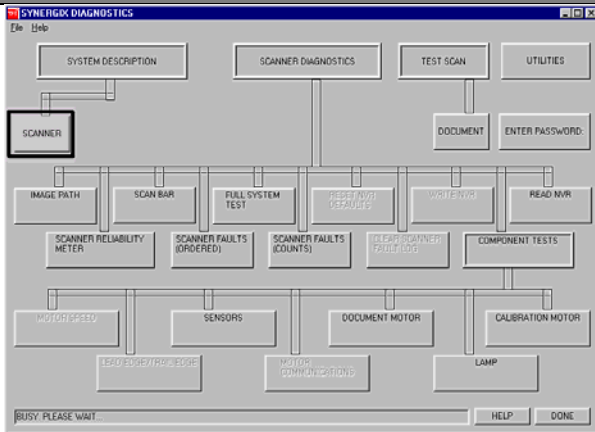 SYNERGIX DIAGNOSTICS
File Help
SYSTEM DESCRIPTION
SCANNER DIAGNOSTICS
TEST SCAN
UTILITIES
SCANNER
DOCUMENT
ENTER PASSWORD:
IMAGE PATH
SCAN BAR
FULL SYSTEM
TEST
RESET NVR
DEFAULTS
WRITE NVR
READ NVR
SCANNER RELIABILITY
METER
SCANNER FAULTS
(ORDERED)
SCANNER FAULTS
(COUNTS)
CLEAR SCANNER
FAULT LOG
COMPONENT TESTS
MOTOR SPEED
SENSORS
DOCUMENT MOTOR
CALIBRATION MOTOR
LEAD EDGE/TRAIL EDGE
MOTOR
COMMUNICATIONS
LAMP
BUSY. PLEASE WAIT...
HELP
DONE